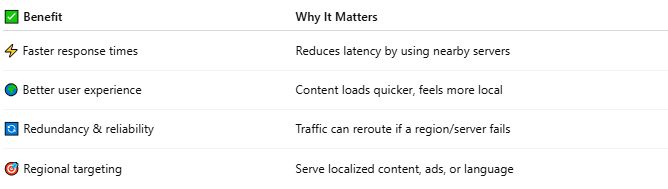 ✅ Benefit Why It Matters
⚡ Faster response times Reduces latency by using nearby servers
🌍 Better user experience Content loads quicker, feels more local
🔁 Redundancy & reliability Traffic can reroute if a region/server fails
🎯 Regional targeting Serve localized content, ads, or language